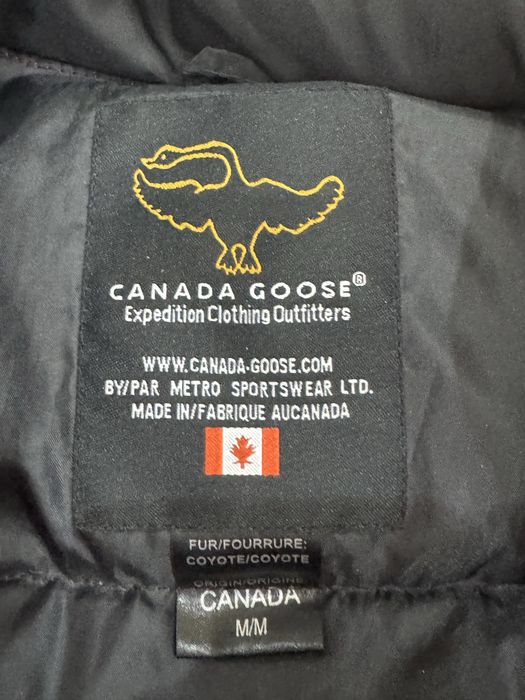 CANADA GOOSE®
Expedition Clothing Outfitters
WWW.CANADA-GOOSE.COM
BY/PAR METRO SPORTSWEAR LTD.
MADE IN/FABRIQUE AUCANADA
FUR/FOURRURE:
COYOTE/COYOTE
ORIGIN/ORIGINE
CANADA
M/M